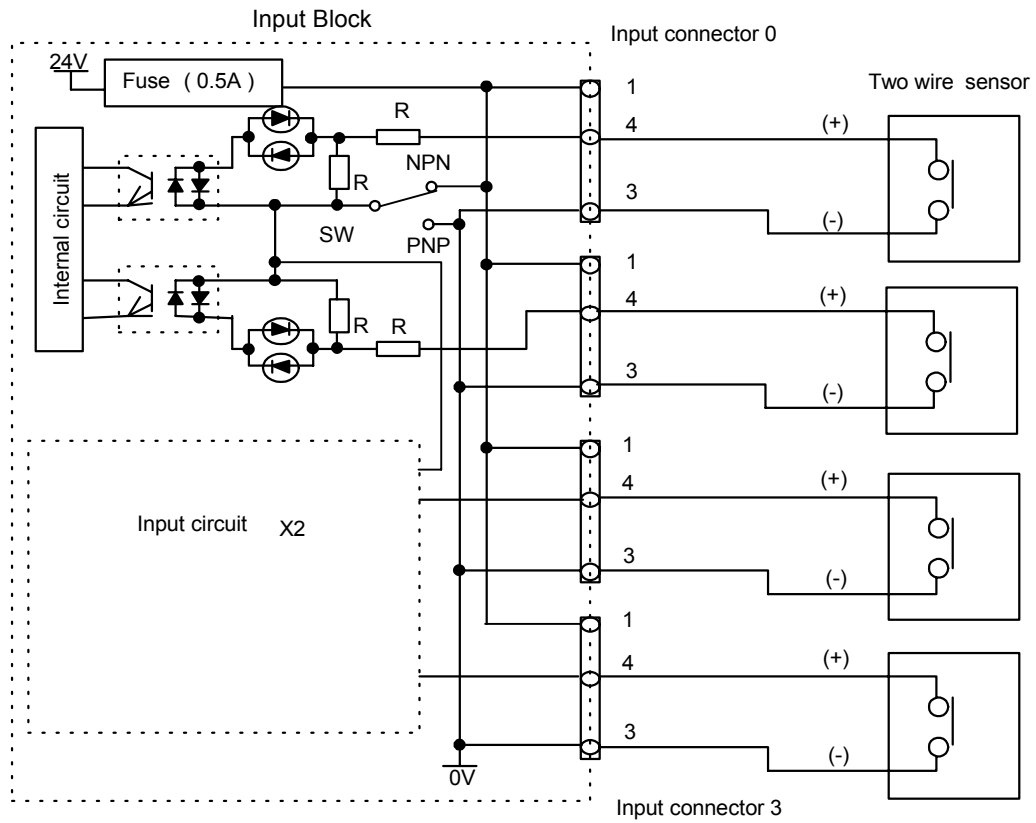 Input Block
Input connector 0
24V
Fuse ( 0.5A )
1
Two wire sensor
R
4
(+)
NPN
Internal circuit
R
3
SW
PNP
(-)
1
4
(+)
R
R
3
(-)
1
4
(+)
Input circuit X2
3
(-)
1
4
(+)
3
(-)
0V
Input connector 3